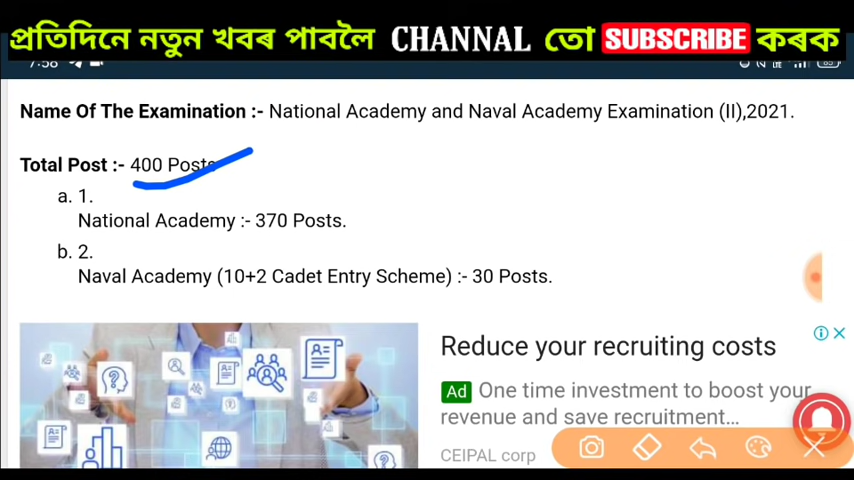 প্ৰতিদিনে নতুন খবৰ পাবলৈ CHANNAL তো SUBSCRIBE কৰক
7:58
Name Of The Examination :- National Academy and Naval Academy Examination (II),2021.
Total Post :- 400 Posts
a. 1.
National Academy :- 370 Posts.
b. 2.
Naval Academy (10+2 Cadet Entry Scheme) :- 30 Posts.
Reduce your recruiting costs
Ad One time investment to boost your
revenue and save recruitment...
CEIPAL corp